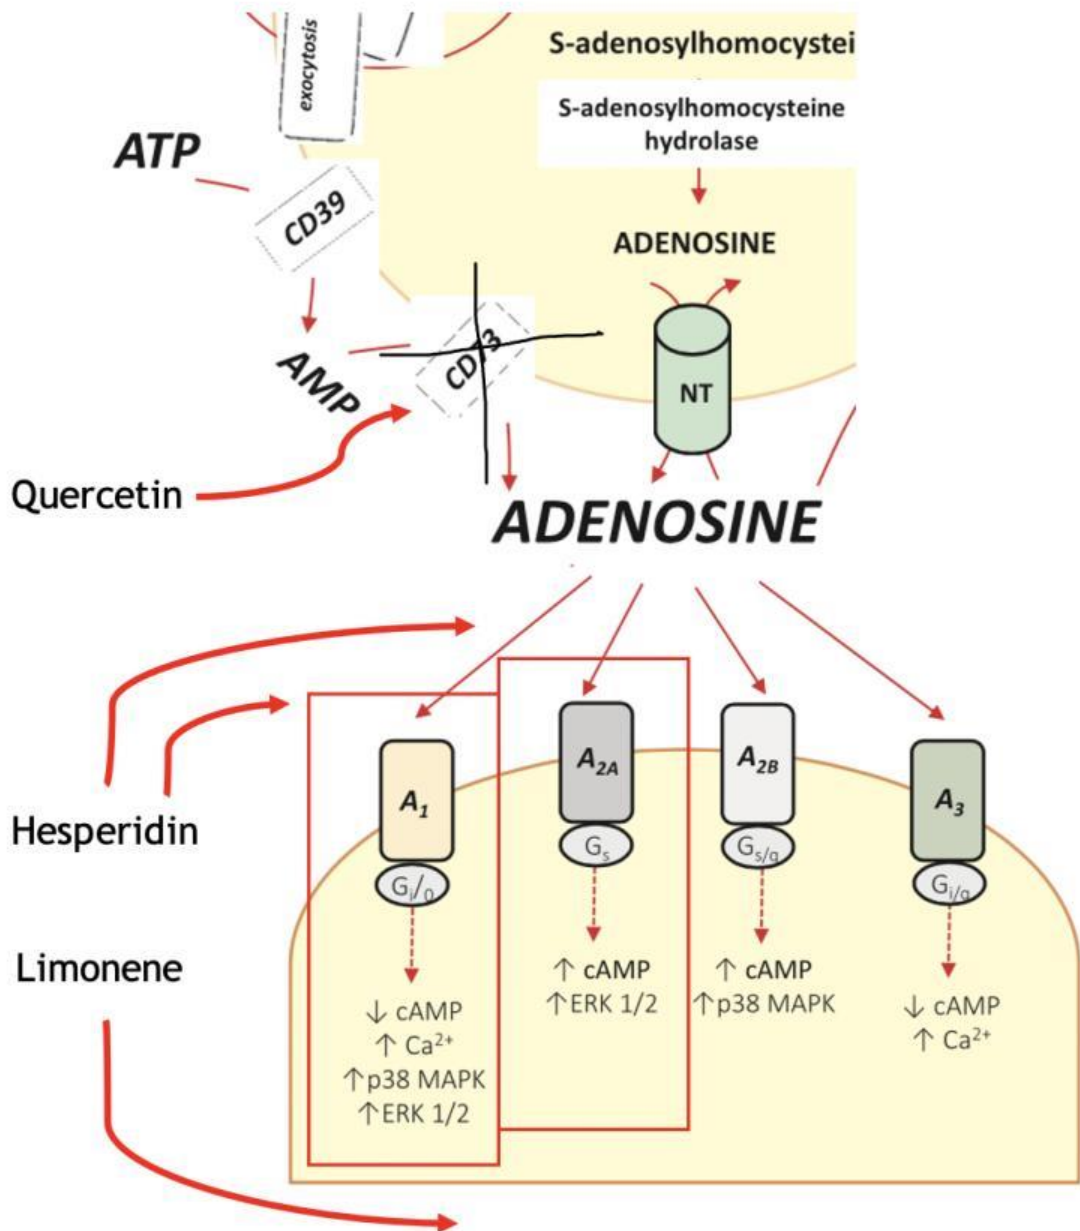 exocytosis
S-adenosylhomocystei
S-adenosylhomocysteine
hydrolase
ATP
CD39
ADENOSINE
AMP
CD73
NT
Quercetin
ADENOSINE
A1
A2A
A2B
A3
Gi/0
Gs
Gs/q
Gi/q
Hesperidin
Limonene
↓ cAMP
↑ Ca2+
↑p38 MAPK
↑ERK 1/2
↑ cAMP
↑ERK 1/2
↑ cAMP
↑p38 MAPK
↓ cAMP
↑ Ca2+